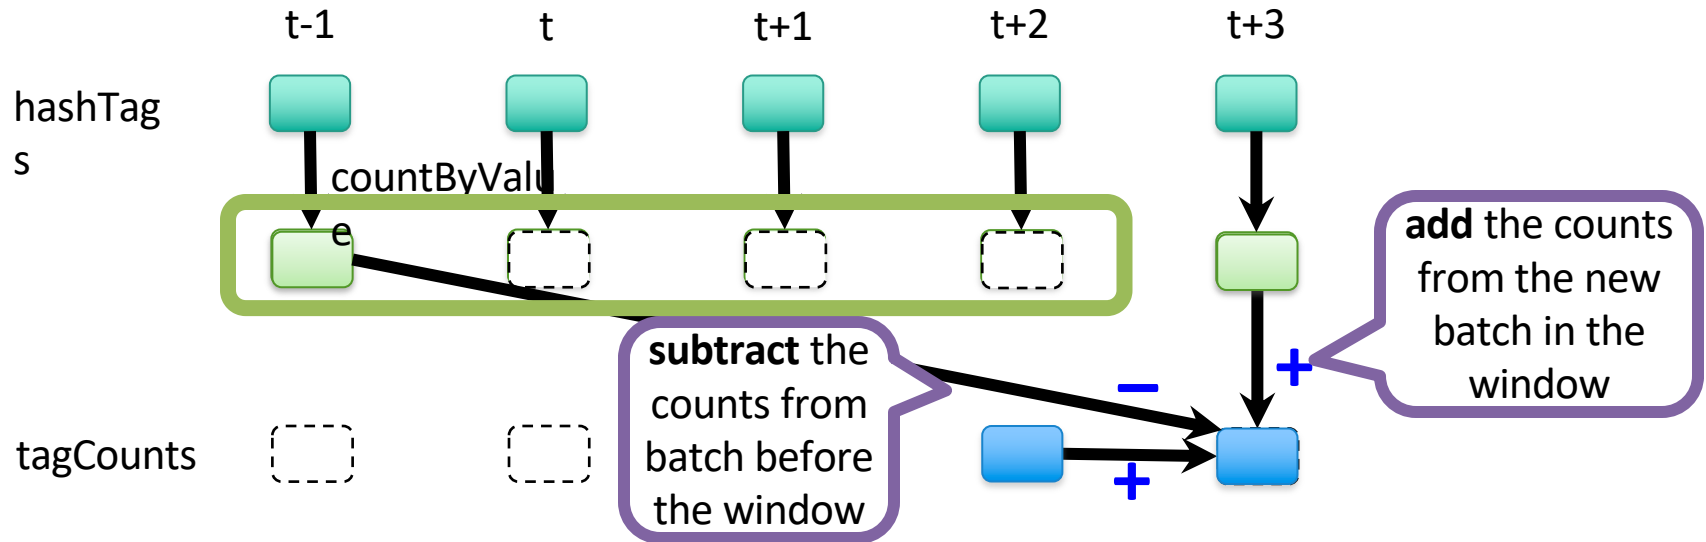 t-1 t t+1 t+2 t+3
hashTag
s
countByValu
e
add the counts
from the new
batch in the
window
subtract the
counts from
batch before
the window
–
+
+
tagCounts